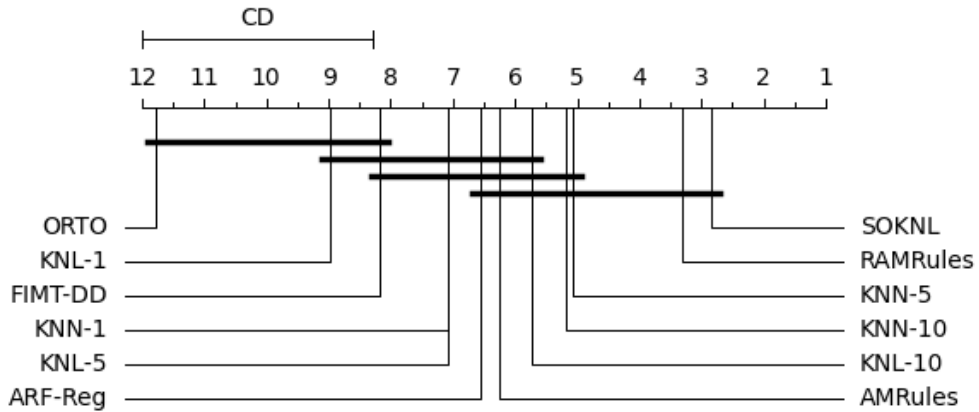 CD
12 11 10 9 8 7 6 5 4 3 2 1
ORTO SOKNL
KNL-1 RAMRules
FIMT-DD KNN-5
KNN-1 KNN-10
KNL-5 KNL-10
ARF-Reg AMRules